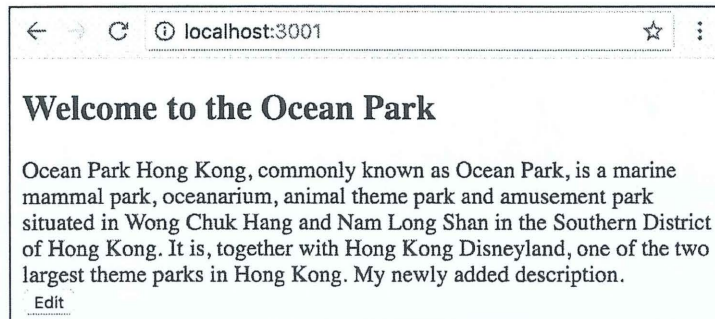 localhost:3001
Welcome to the Ocean Park
Ocean Park Hong Kong, commonly known as Ocean Park, is a marine
mammal park, oceanarium, animal theme park and amusement park
situated in Wong Chuk Hang and Nam Long Shan in the Southern District
of Hong Kong. It is, together with Hong Kong Disneyland, one of the two
largest theme parks in Hong Kong. My newly added description.
Edit